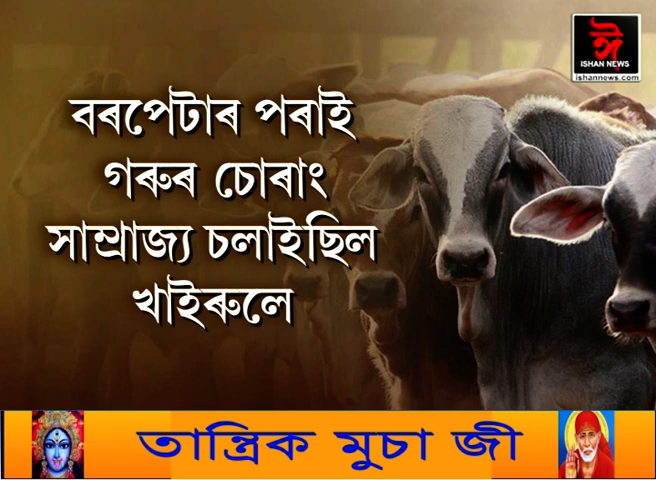 ঈ
ISHAN NEWS
ishannews.com
বৰপেটাৰ পৰাই
গৰুৰ চোৰাং
সাম্ৰাজ্য চলাইছিল
খাইৰুলে
তান্ত্ৰিক মুচা জী